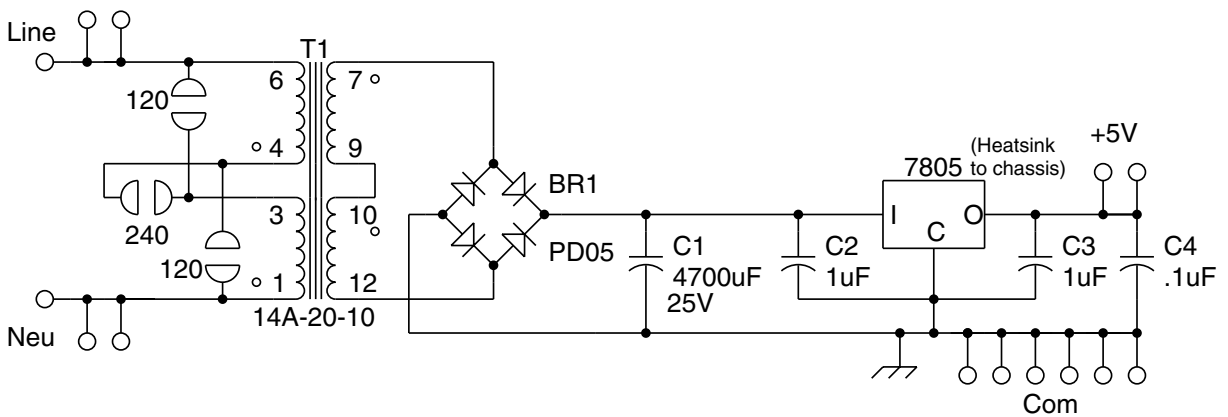 Line
T1
6
7
120
4
9
(Heatsink
to chassis)
7805
+5V
BR1
3
10
I
O
C
240
PD05
C1
4700uF
25V
C2
1uF
C3
1uF
C4
.1uF
120
1
12
14A-20-10
Neu
Com